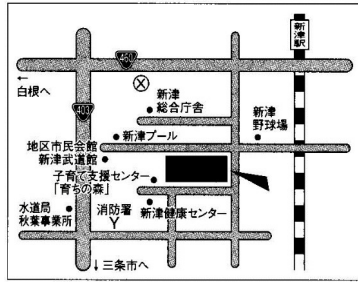 新津駅
460
←
白根へ
403
新津
総合庁舎
新津
野球場
新津プール
地区市民会館
新津武道館
子育て支援センター
「育ちの森」
水道局
秋葉事業所
消防署
Y
新津健康センター
↓三条市へ